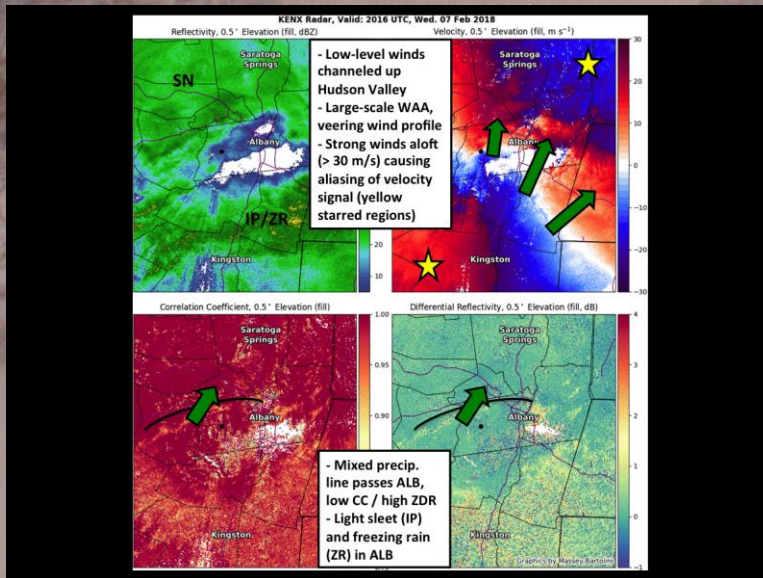 KENX Radar, Valid: 2016 UTC, Wed. 07 Feb 2018
Reflectivity, 0.5° Elevation (fill, dBZ)
Velocity, 0.5° Elevation (fill, m s⁻¹)
Saratoga
Springs
SN
Albany
IP/ZR
Kingston
20
10
- Low-level winds
channeled up
Hudson Valley
- Large-scale WAA,
veering wind profile
- Strong winds aloft
(> 30 m/s) causing
aliasing of velocity
signal (yellow
starred regions)
Saratoga
Springs
Albany
Kingston
30
20
10
0
−10
−20
−30
Correlation Coefficient, 0.5° Elevation (fill)
Differential Reflectivity, 0.5° Elevation (fill, dB)
Saratoga
Springs
Albany
Kingston
1.00
0.95
0.90
- Mixed precip.
line passes ALB,
low CC / high ZDR
- Light sleet (IP)
and freezing rain
(ZR) in ALB
Saratoga
Springs
Albany
Kingston
4
3
2
1
0
−1
Graphics by Massey Bartolini